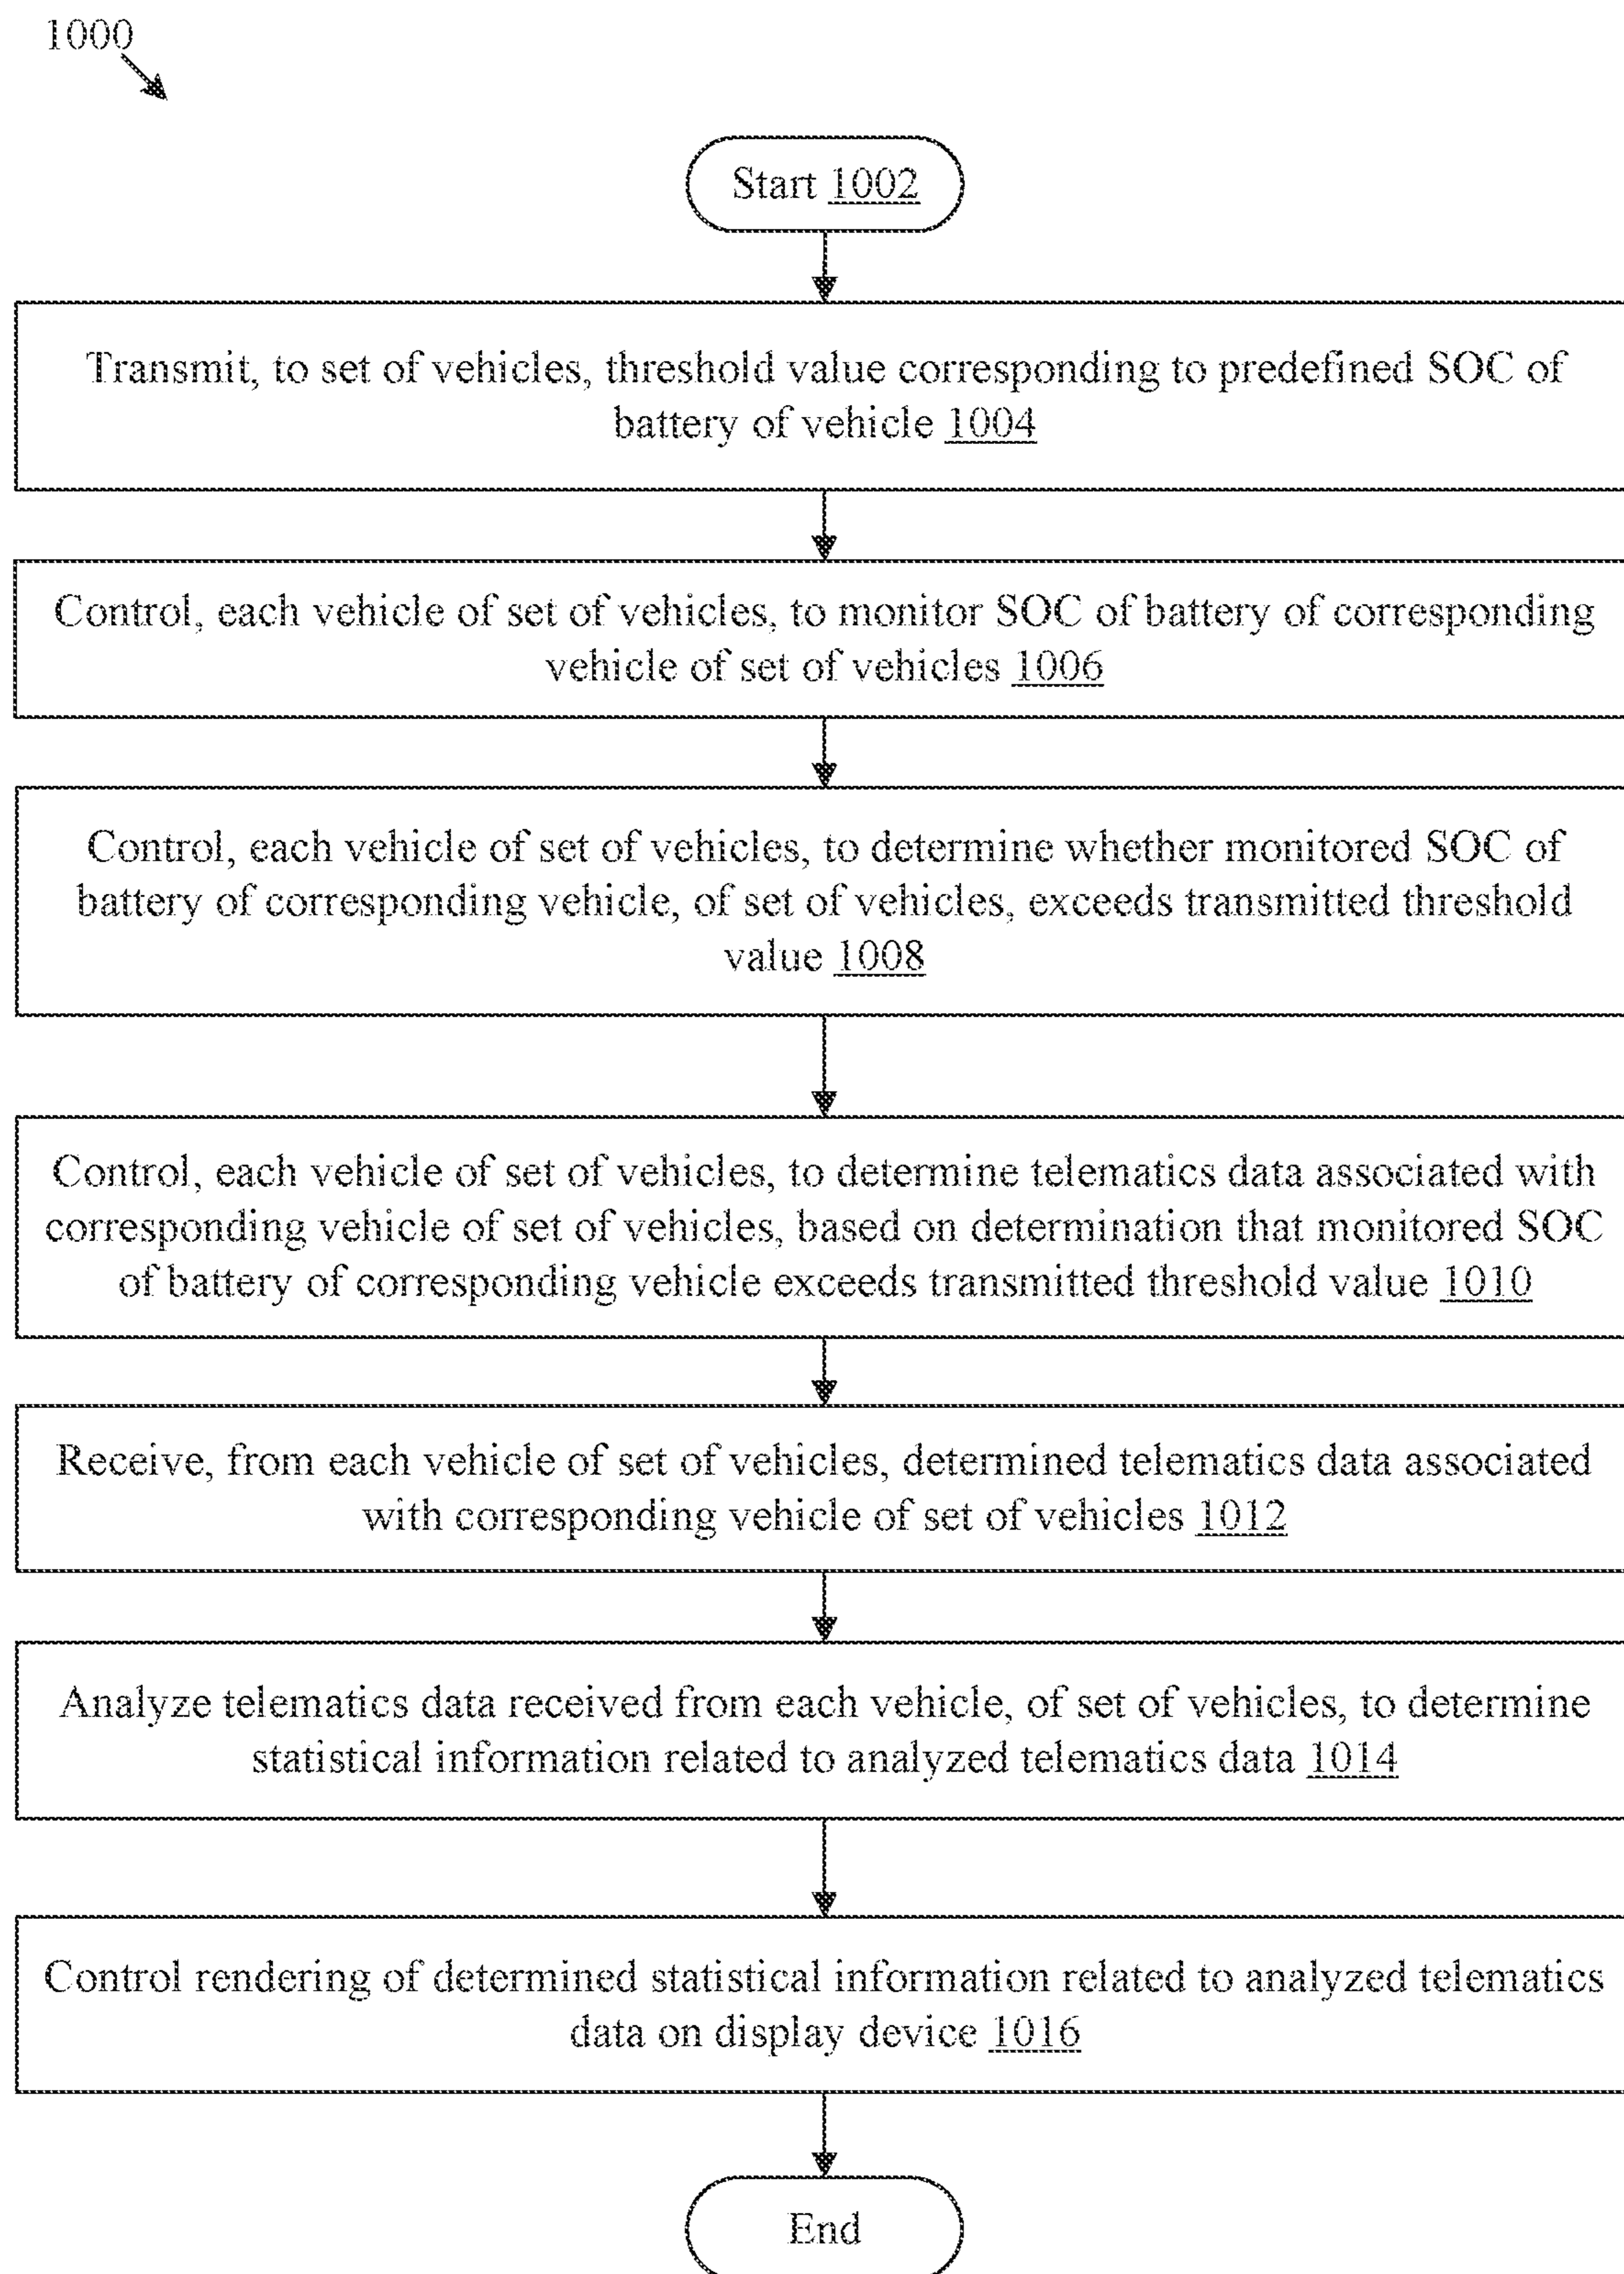 1000
Start 1002
Transmit, to set of vehicles, threshold value corresponding to predefined SOC of
battery of vehicle 1004
Control, each vehicle of set of vehicles, to monitor SOC of battery of corresponding
vehicle of set of vehicles 1006
Control, each vehicle of set of vehicles, to determine whether monitored SOC of
battery of corresponding vehicle, of set of vehicles, exceeds transmitted threshold
value 1008
Control, each vehicle of set of vehicles, to determine telematics data associated with
corresponding vehicle of set of vehicles, based on determination that monitored SOC
of battery of corresponding vehicle exceeds transmitted threshold value 1010
Receive, from each vehicle of set of vehicles, determined telematics data associated
with corresponding vehicle of set of vehicles 1012
Analyze telematics data received from each vehicle, of set of vehicles, to determine
statistical information related to analyzed telematics data 1014
Control rendering of determined statistical information related to analyzed telematics
data on display device 1016
End